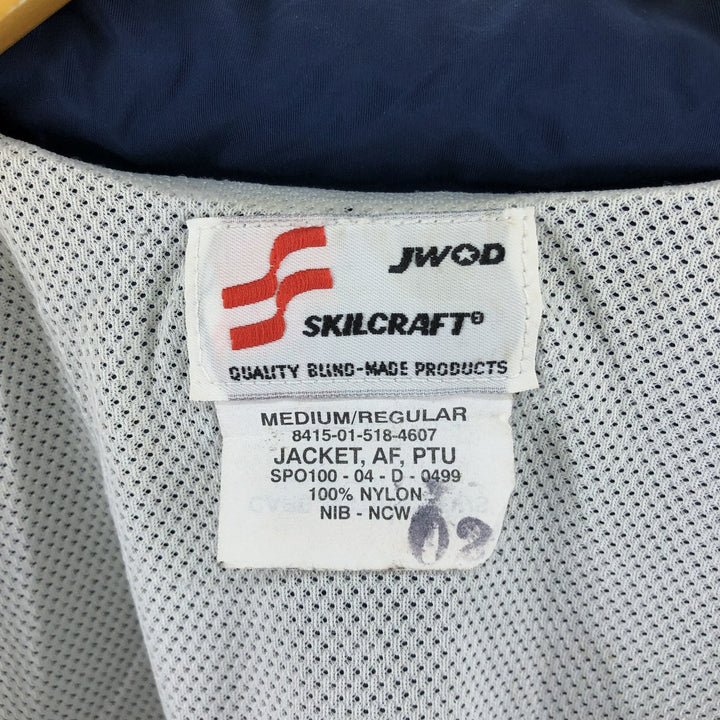 JWOD
SKILCRAFT®
QUALITY BLIND-MADE PRODUCTS
MEDIUM/REGULAR
8415-01-518-4607
JACKET, AF, PTU
SPO100 - 04 - D - 0499
100% NYLON
NIB - NCW
02